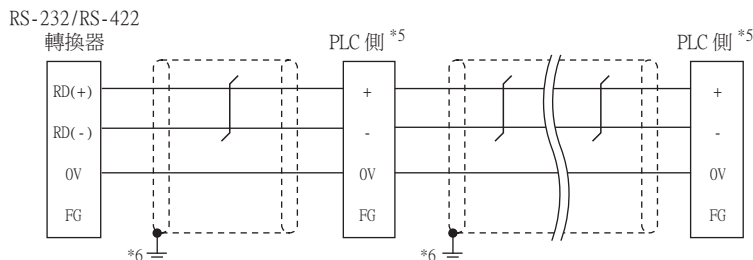 RS-232/RS-422
轉換器
PLC 側 *5
PLC 側 *5
RD(+)
+
+
RD(-)
-
-
0V
0V
0V
FG
FG
FG
*6
*6